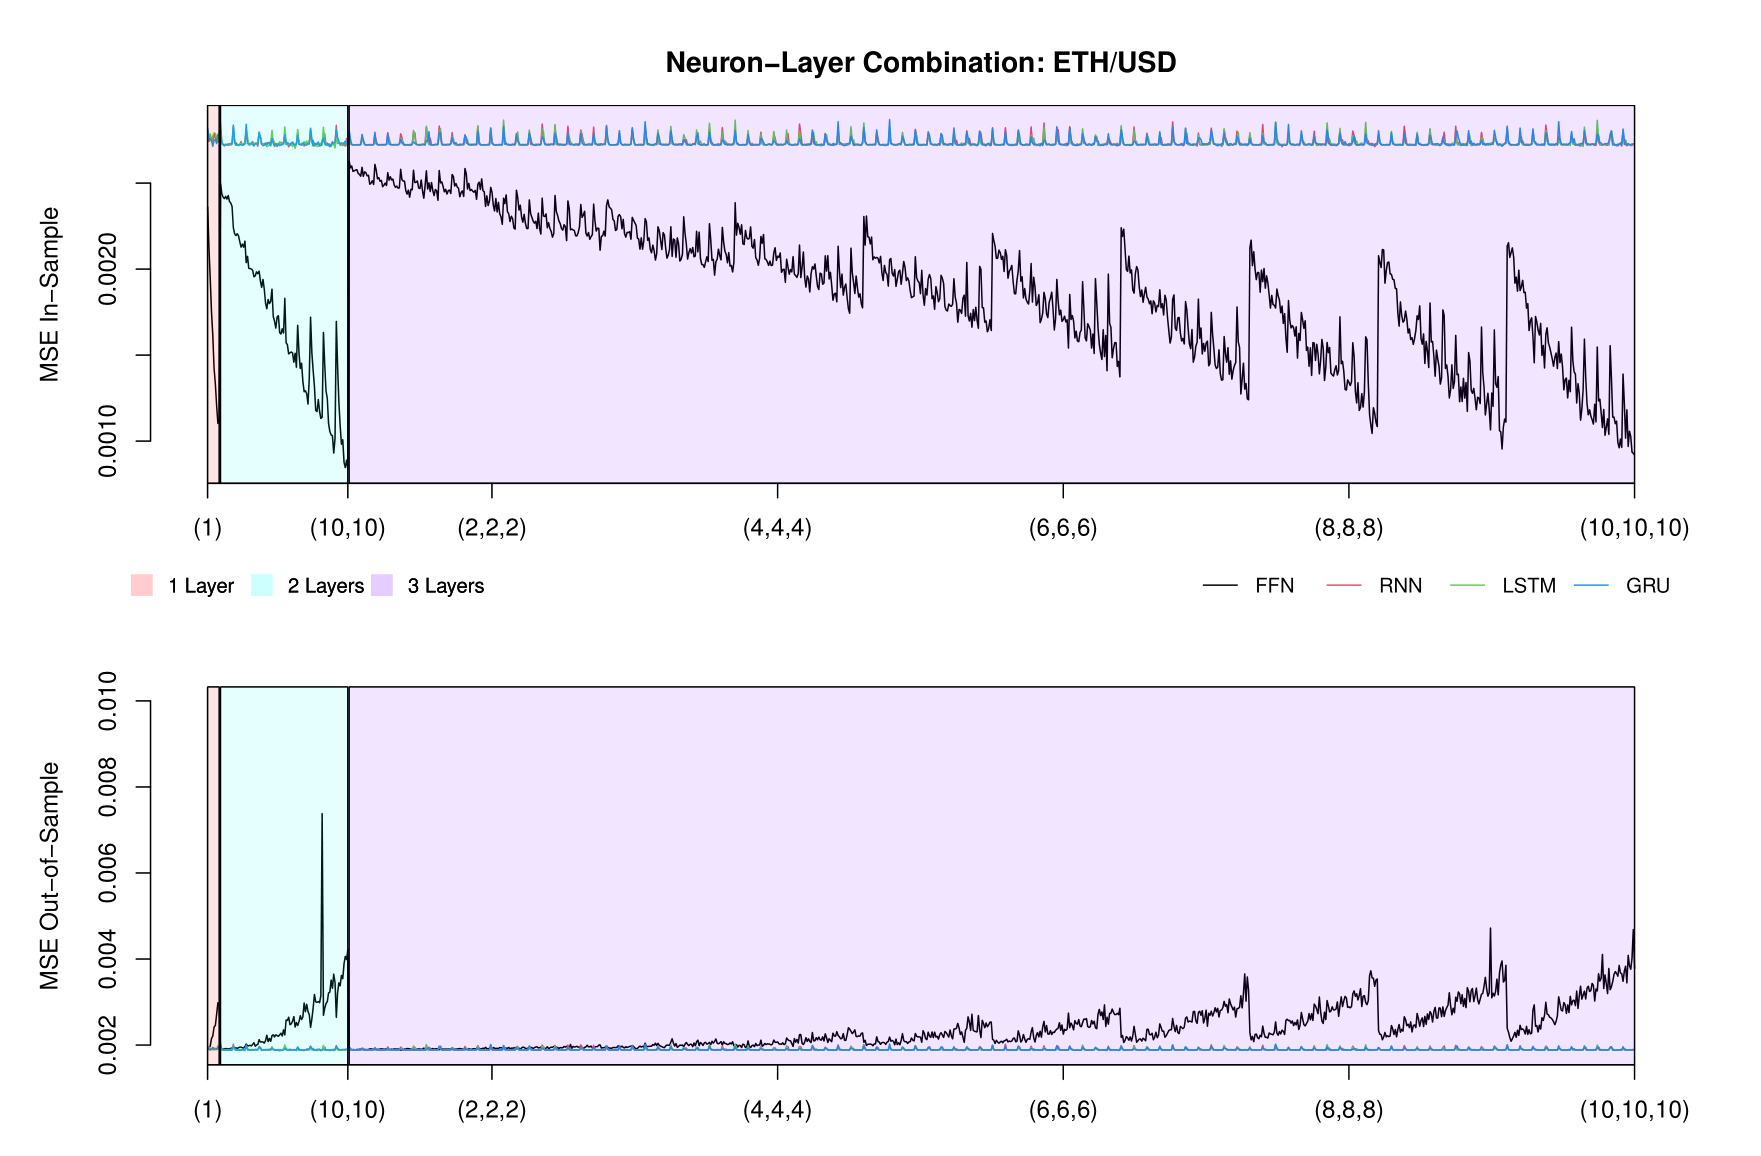 Neuron−Layer Combination: ETH/USD
MSE In−Sample
0.0020
0.0010
(1) (10,10) (2,2,2) (4,4,4) (6,6,6) (8,8,8) (10,10,10)
1 Layer 2 Layers 3 Layers FFN RNN LSTM GRU
MSE Out−of−Sample
0.010
0.008
0.006
0.004
0.002
(1) (10,10) (2,2,2) (4,4,4) (6,6,6) (8,8,8) (10,10,10)